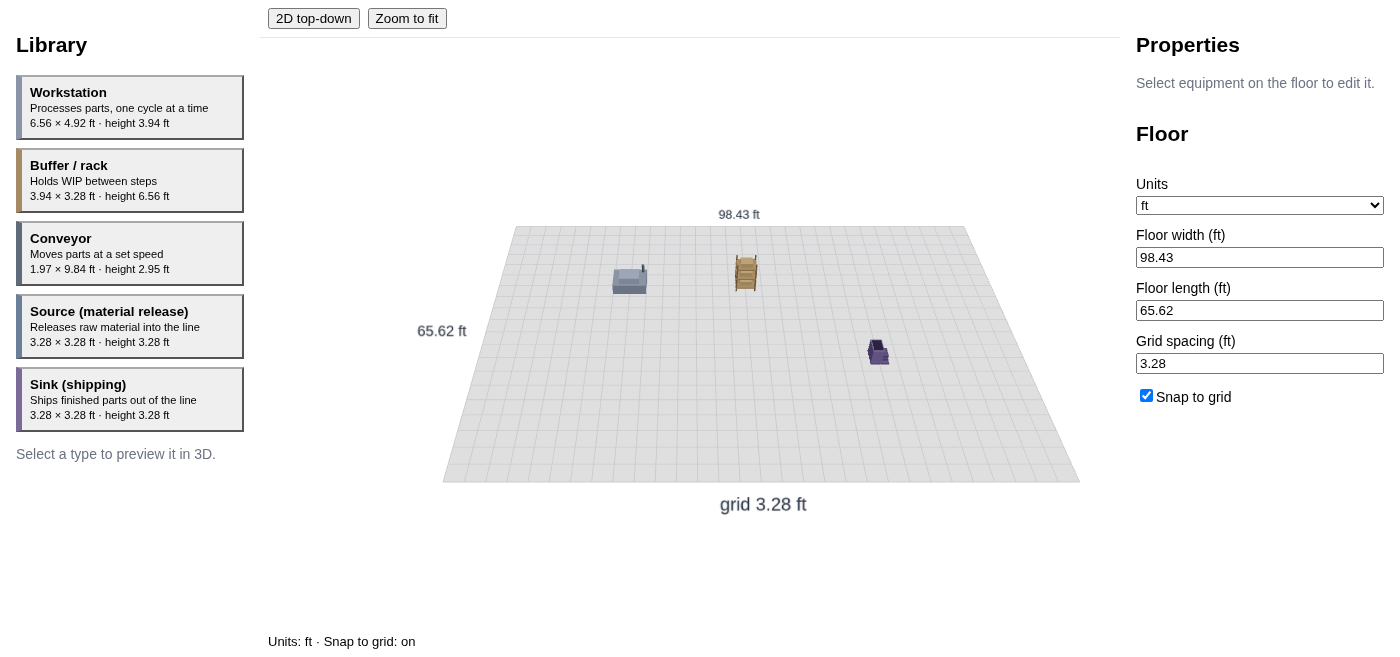 2D top-down
Zoom to fit
Library
Workstation
Processes parts, one cycle at a time
6.56 × 4.92 ft · height 3.94 ft
Buffer / rack
Holds WIP between steps
3.94 × 3.28 ft · height 6.56 ft
Conveyor
Moves parts at a set speed
1.97 × 9.84 ft · height 2.95 ft
Source (material release)
Releases raw material into the line
3.28 × 3.28 ft · height 3.28 ft
Sink (shipping)
Ships finished parts out of the line
3.28 × 3.28 ft · height 3.28 ft
Select a type to preview it in 3D.
98.43 ft
65.62 ft
grid 3.28 ft
Units: ft · Snap to grid: on
Properties
Select equipment on the floor to edit it.
Floor
Units
ft
Floor width (ft)
98.43
Floor length (ft)
65.62
Grid spacing (ft)
3.28
Snap to grid